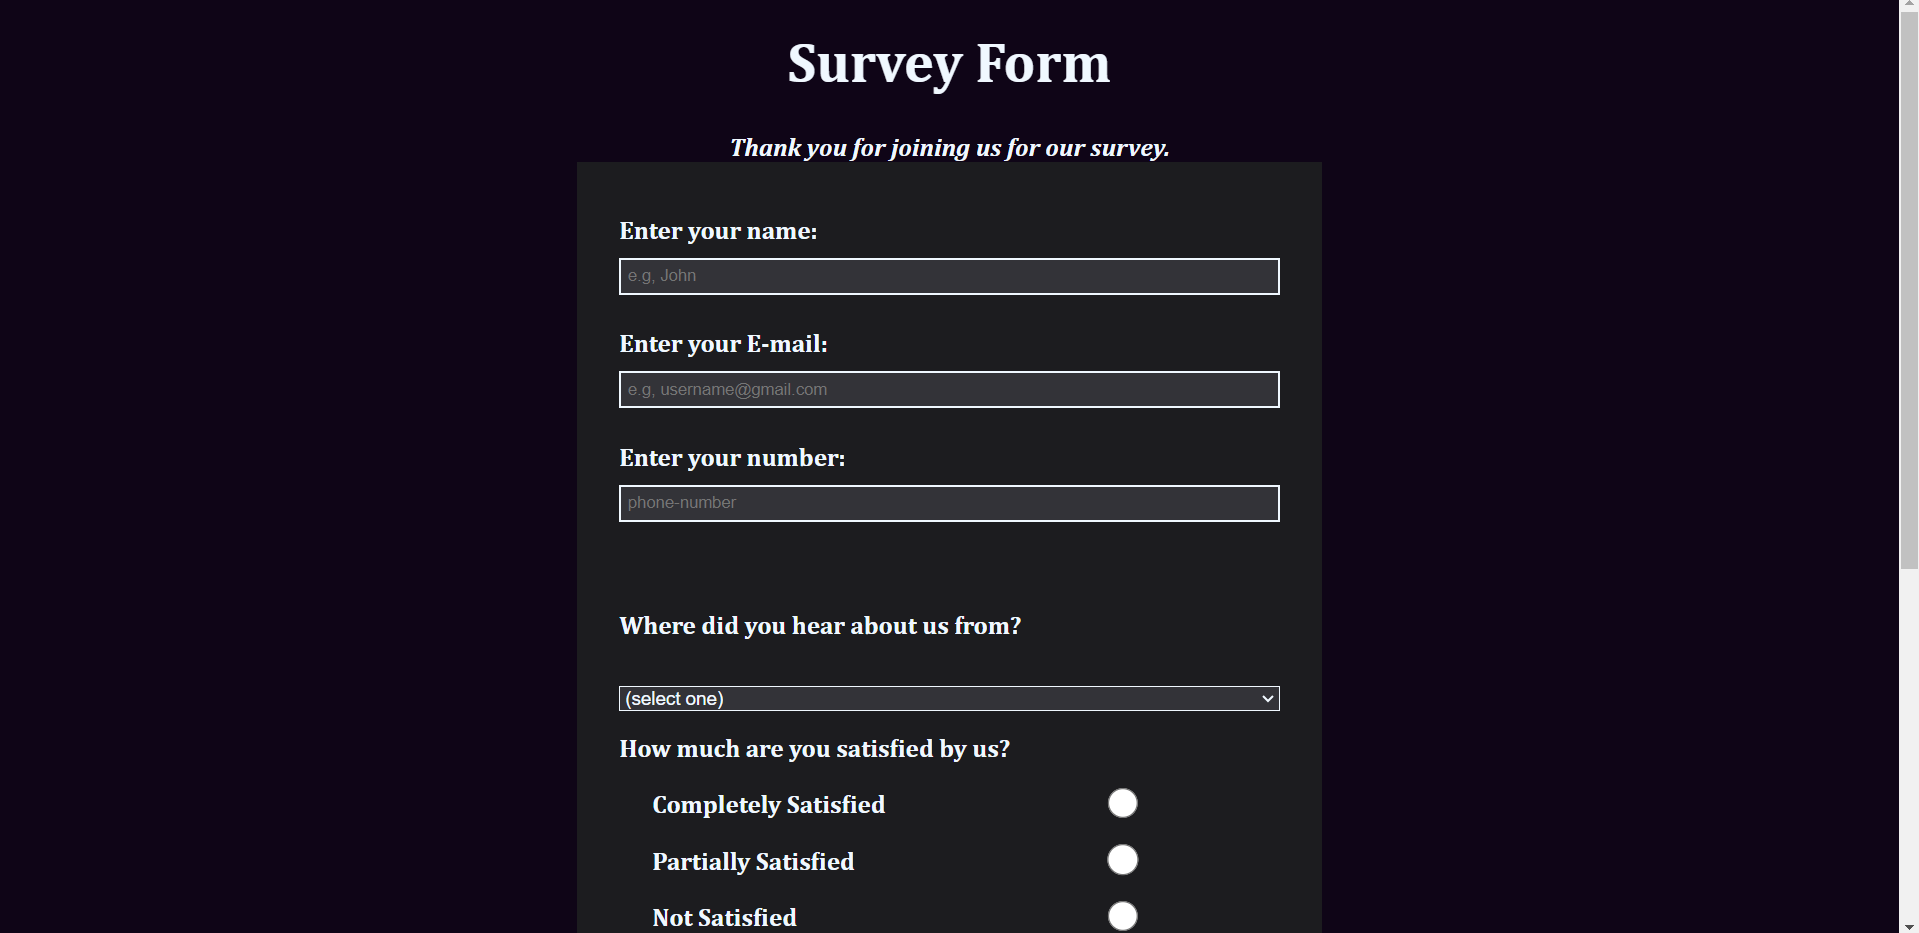 Survey Form
Thank you for joining us for our survey.
Enter your name:
e.g, John
Enter your E-mail:
e.g, username@gmail.com
Enter your number:
phone-number
Where did you hear about us from?
(select one)
How much are you satisfied by us?
Completely Satisfied
Partially Satisfied
Not Satisfied